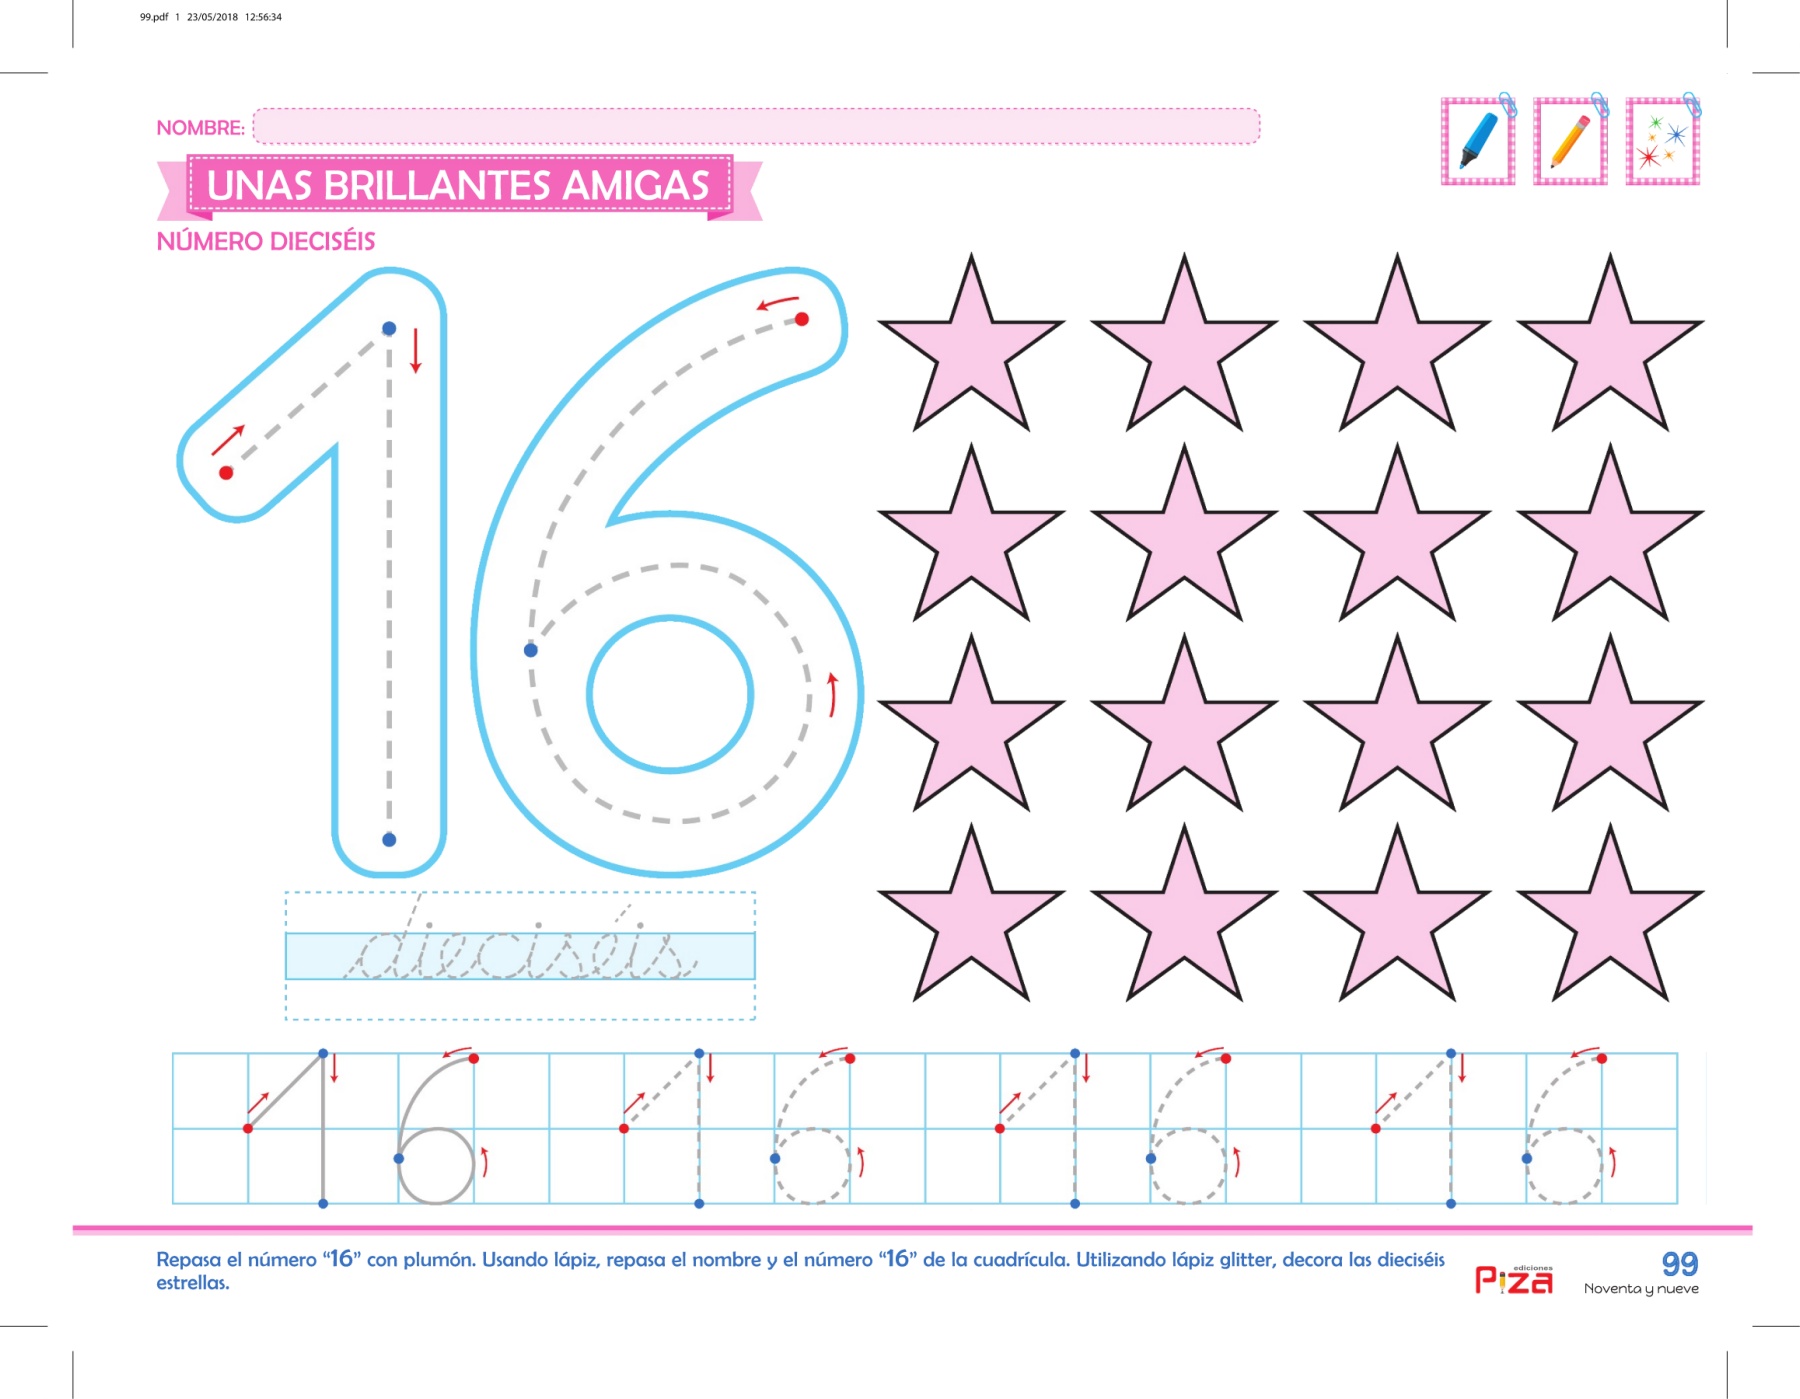 99.pdf 1 23/05/2018 12:56:34
NOMBRE:
UNAS BRILLANTES AMIGAS
NÚMERO DIECISÉIS
16
dieciséis
16 16 16 16
Repasa el número “16” con plumón. Usando lápiz, repasa el nombre y el número “16” de la cuadrícula. Utilizando lápiz glitter, decora las dieciséis
estrellas.
ediciones
Piza
99
Noventa y nueve